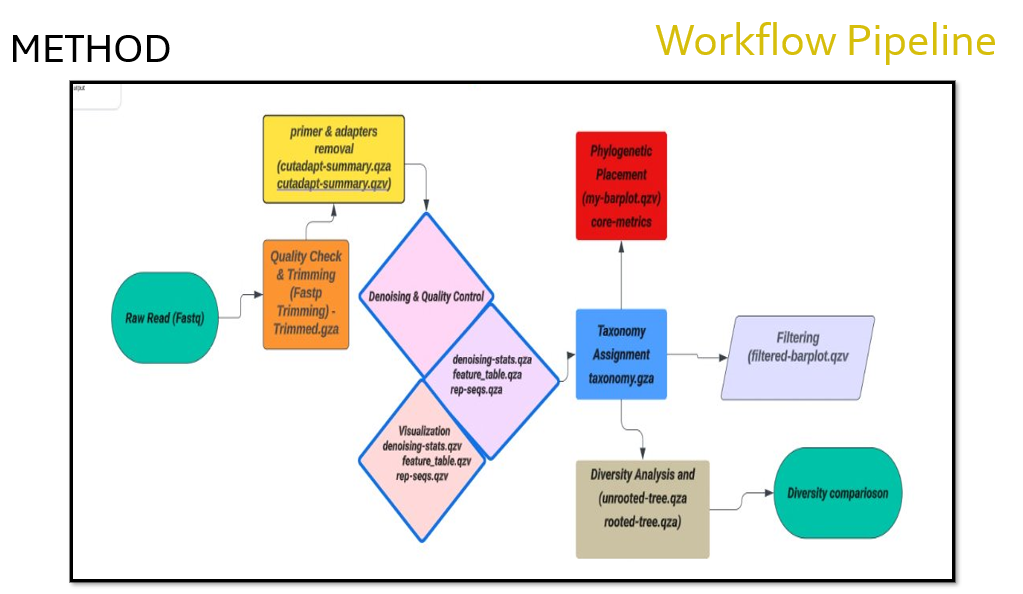 METHOD
Workflow Pipeline
primer & adapters
removal
(cutadapt-summary.qza
cutadapt-summary.qzv)
Quality Check
& Trimming
(Fastp
Trimming) -
Trimmed.gza
Raw Read (Fastq)
Denoising & Quality Control
denoising-stats.qza
feature_table.qza
rep-seqs.qza
Visualization
denoising-stats.qzv
feature_table.qzv
rep-seqs.qzv
Phylogenetic
Placement
(my-barplot.qzv)
core-metrics
Taxonomy
Assignment
taxonomy.gza
Filtering
(filtered-barplot.qzv
Diversity Analysis and
(unrooted-tree.qza
rooted-tree.qza)
Diversity comparioson